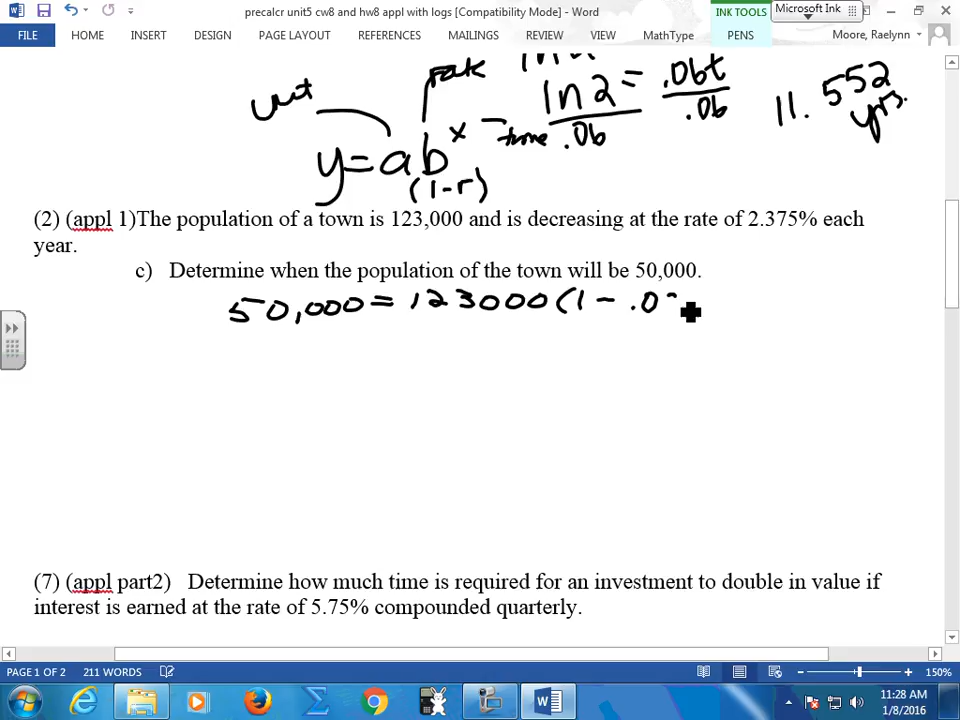 precalcr unit5 cw8 and hw8 appl with logs [Compatibility Mode] - Word
INK TOOLS
Microsoft Ink
FILE HOME INSERT DESIGN PAGE LAYOUT REFERENCES MAILINGS REVIEW VIEW MathType PENS Moore, Raelynn
rate
ln 2 = .06t
.06 .06
11.552 yrs.
init
y = ab^x - time
(1-r)
(2) (appl 1)The population of a town is 123,000 and is decreasing at the rate of 2.375% each
year.
c) Determine when the population of the town will be 50,000.
50,000 = 123000(1 - .0
(7) (appl part2) Determine how much time is required for an investment to double in value if
interest is earned at the rate of 5.75% compounded quarterly.
PAGE 1 OF 2 211 WORDS 150%
11:28 AM
1/8/2016